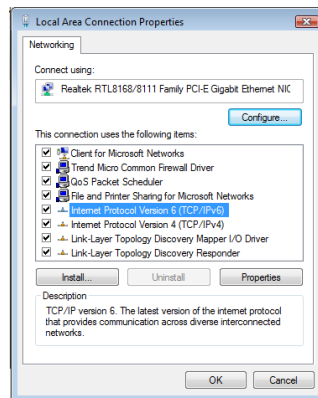 Local Area Connection Properties
Networking
Connect using:
Realtek RTL8168/8111 Family PCI-E Gigabit Ethernet NIC
Configure...
This connection uses the following items:
Client for Microsoft Networks
Trend Micro Common Firewall Driver
QoS Packet Scheduler
File and Printer Sharing for Microsoft Networks
Internet Protocol Version 6 (TCP/IPv6)
Internet Protocol Version 4 (TCP/IPv4)
Link-Layer Topology Discovery Mapper I/O Driver
Link-Layer Topology Discovery Responder
Install...
Uninstall
Properties
Description
TCP/IP version 6. The latest version of the internet protocol
that provides communication across diverse interconnected
networks.
OK
Cancel